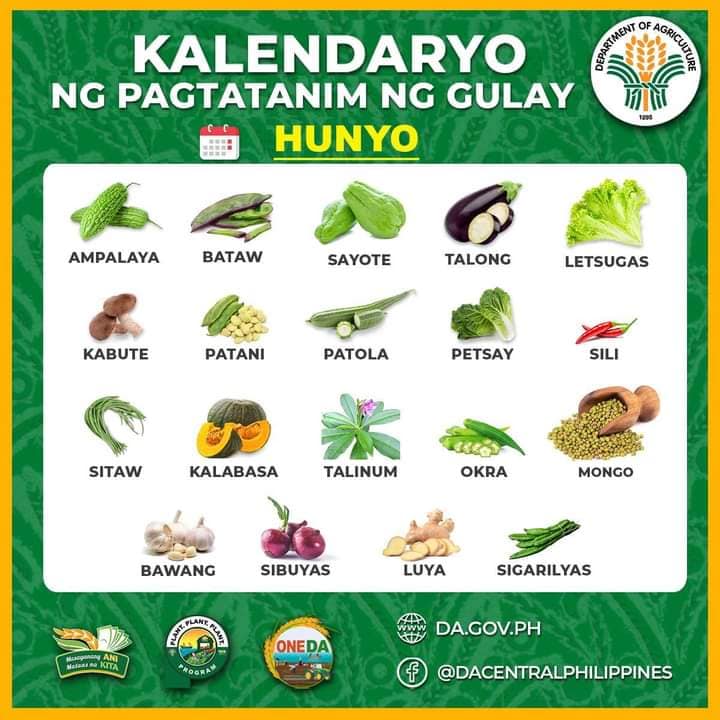 KALENDARYO
NG PAGTATANIM NG GULAY
HUNYO
DEPARTMENT OF AGRICULTURE
1898
AMPALAYA BATAW SAYOTE TALONG LETSUGAS
KABUTE PATANI PATOLA PETSAY SILI
SITAW KALABASA TALINUM OKRA MONGO
BAWANG SIBUYAS LUYA SIGARILYAS
Masaganang ANI
Mataas na KITA
PLANT, PLANT, PLANT
PROGRAM
ONEDA
DA.GOV.PH
@DACENTRALPHILIPPINES